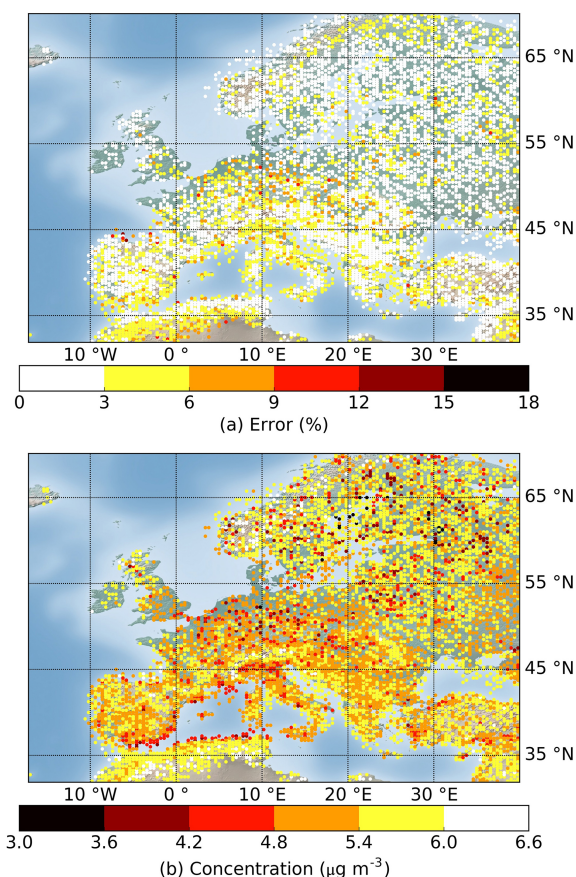 65 °N
55 °N
45 °N
35 °N
10 °W 0 ° 10 °E 20 °E 30 °E
0 3 6 9 12 15 18
(a) Error (%)
65 °N
55 °N
45 °N
35 °N
10 °W 0 ° 10 °E 20 °E 30 °E
3.0 3.6 4.2 4.8 5.4 6.0 6.6
(b) Concentration (μg m⁻³)